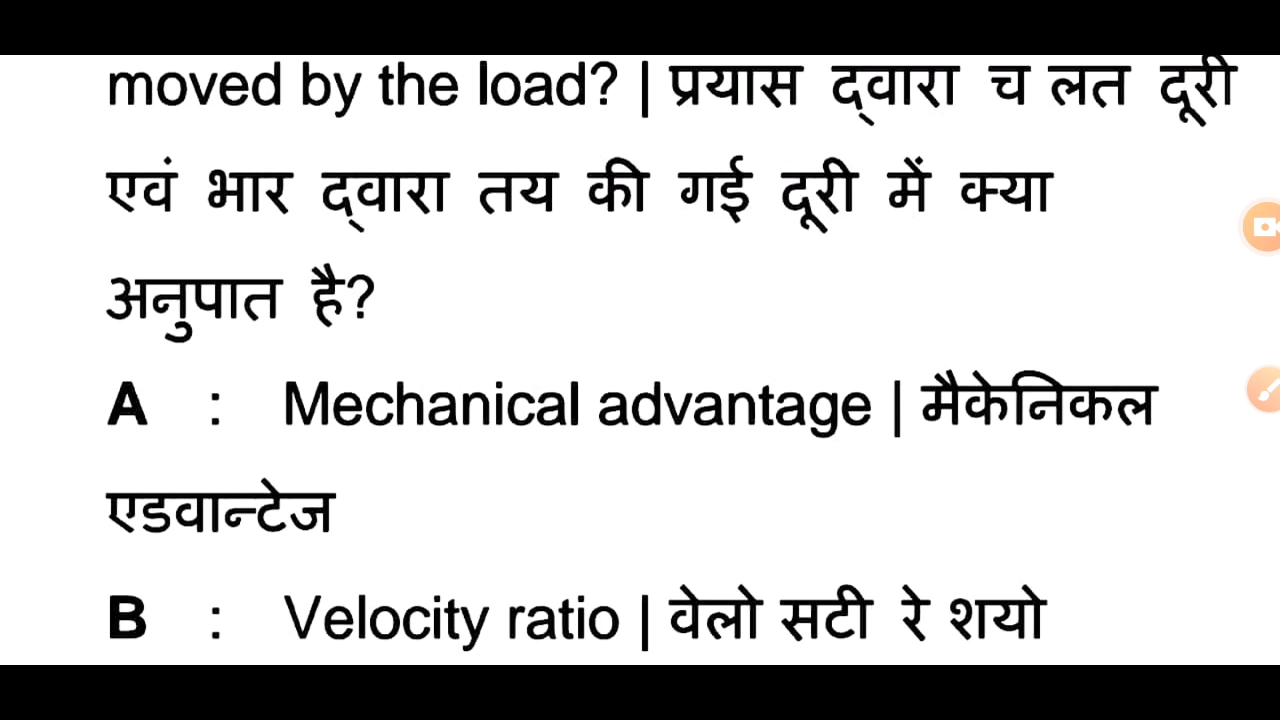 moved by the load? | प्रयास द्वारा च लत दूरी
एवं भार द्वारा तय की गई दूरी में क्या
अनुपात है?
A : Mechanical advantage | मैकेनिकल
एडवान्टेज
B : Velocity ratio | वेलो सटी रे शयो